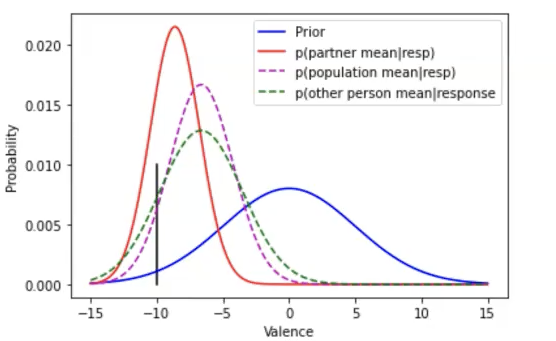 Prior
p(partner mean|resp)
p(population mean|resp)
p(other person mean|response
0.020
0.015
0.010
0.005
0.000
Probability
−15
−10
−5
0
5
10
15
Valence